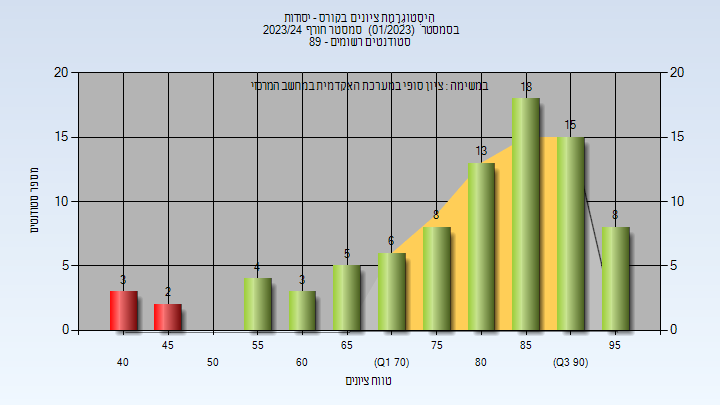 היסטוגרמת ציונים בקורס - יסודות
בסמסטר (01/2023) סמסטר חורף 2023/24
סטודנטים רשומים - 89
במשימה : ציון סופי במערכת האקדמית במחשב המרכזי
20 20
15 15
10 10
5 5
0 0
מספר סטודנטים
3 2 4 3 5 6 8 13 18 15 8
45 55 65 75 85 95
40 50 60 (Q1 70) 80 (Q3 90)
טווח ציונים